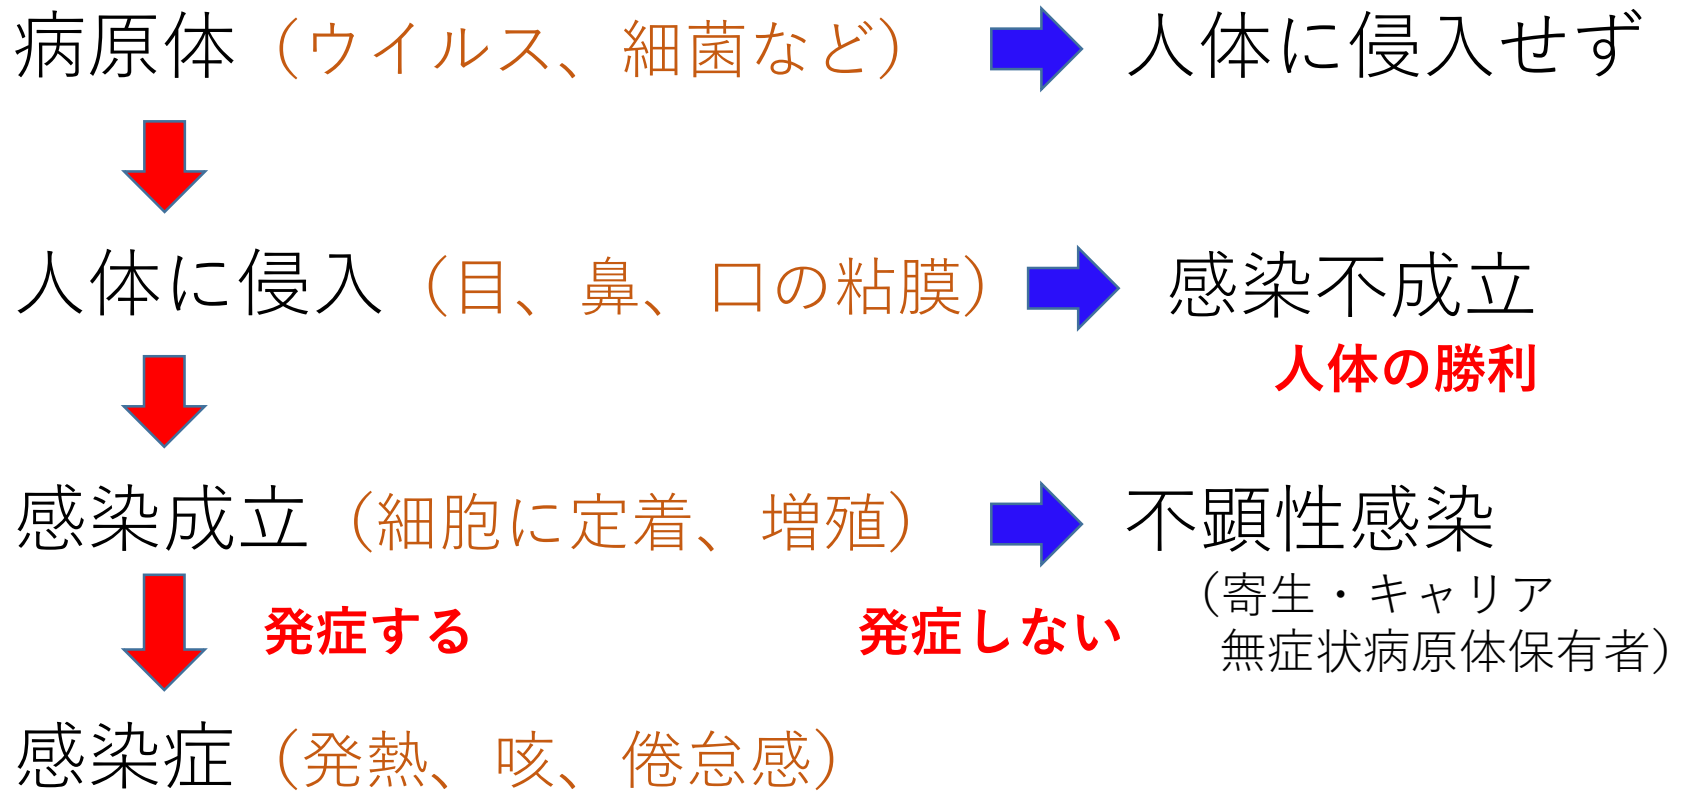 病原体（ウイルス、細菌など） 人体に侵入せず
人体に侵入（目、鼻、口の粘膜） 感染不成立
人体の勝利
感染成立（細胞に定着、増殖） 不顕性感染
（寄生・キャリア
発症する 発症しない
無症状病原体保有者）
感染症（発熱、咳、倦怠感）